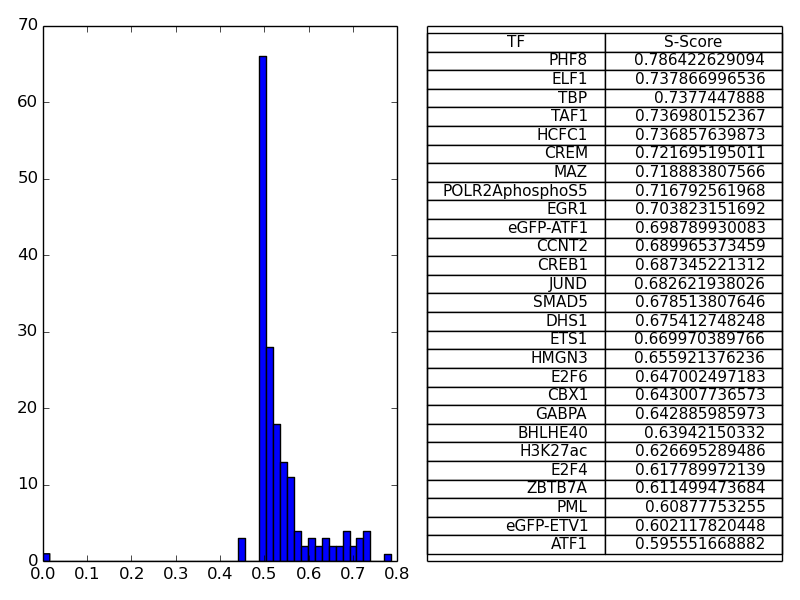 70
60
50
40
30
20
10
0
0.0 0.1 0.2 0.3 0.4 0.5 0.6 0.7 0.8
TF S-Score
PHF8 0.786422629094
ELF1 0.737866996536
TBP 0.7377447888
TAF1 0.736980152367
HCFC1 0.736857639873
CREM 0.721695195011
MAZ 0.718883807566
POLR2AphosphoS5 0.716792561968
EGR1 0.703823151692
eGFP-ATF1 0.698789930083
CCNT2 0.689965373459
CREB1 0.687345221312
JUND 0.682621938026
SMAD5 0.678513807646
DHS1 0.675412748248
ETS1 0.669970389766
HMGN3 0.655921376236
E2F6 0.647002497183
CBX1 0.643007736573
GABPA 0.642885985973
BHLHE40 0.63942150332
H3K27ac 0.626695289486
E2F4 0.617789972139
ZBTB7A 0.611499473684
PML 0.60877753255
eGFP-ETV1 0.602117820448
ATF1 0.595551668882